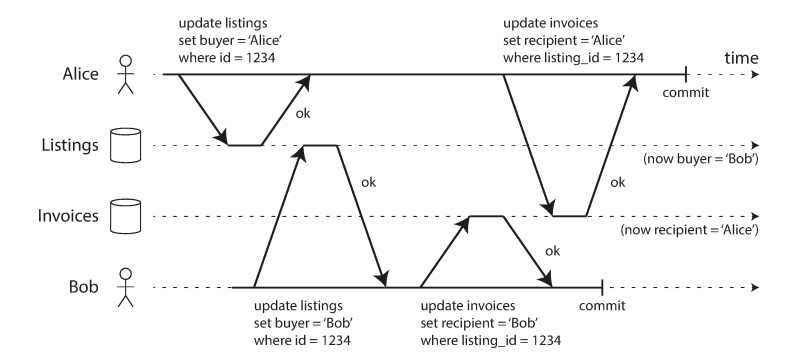 update listings
set buyer = ‘Alice’
where id = 1234
update invoices
set recipient = ‘Alice’
where listing_id = 1234
time
Alice
commit
ok
Listings
(now buyer = ‘Bob’)
ok
ok
Invoices
(now recipient = ‘Alice’)
ok
Bob
commit
update listings
set buyer = ‘Bob’
where id = 1234
update invoices
set recipient = ‘Bob’
where listing_id = 1234